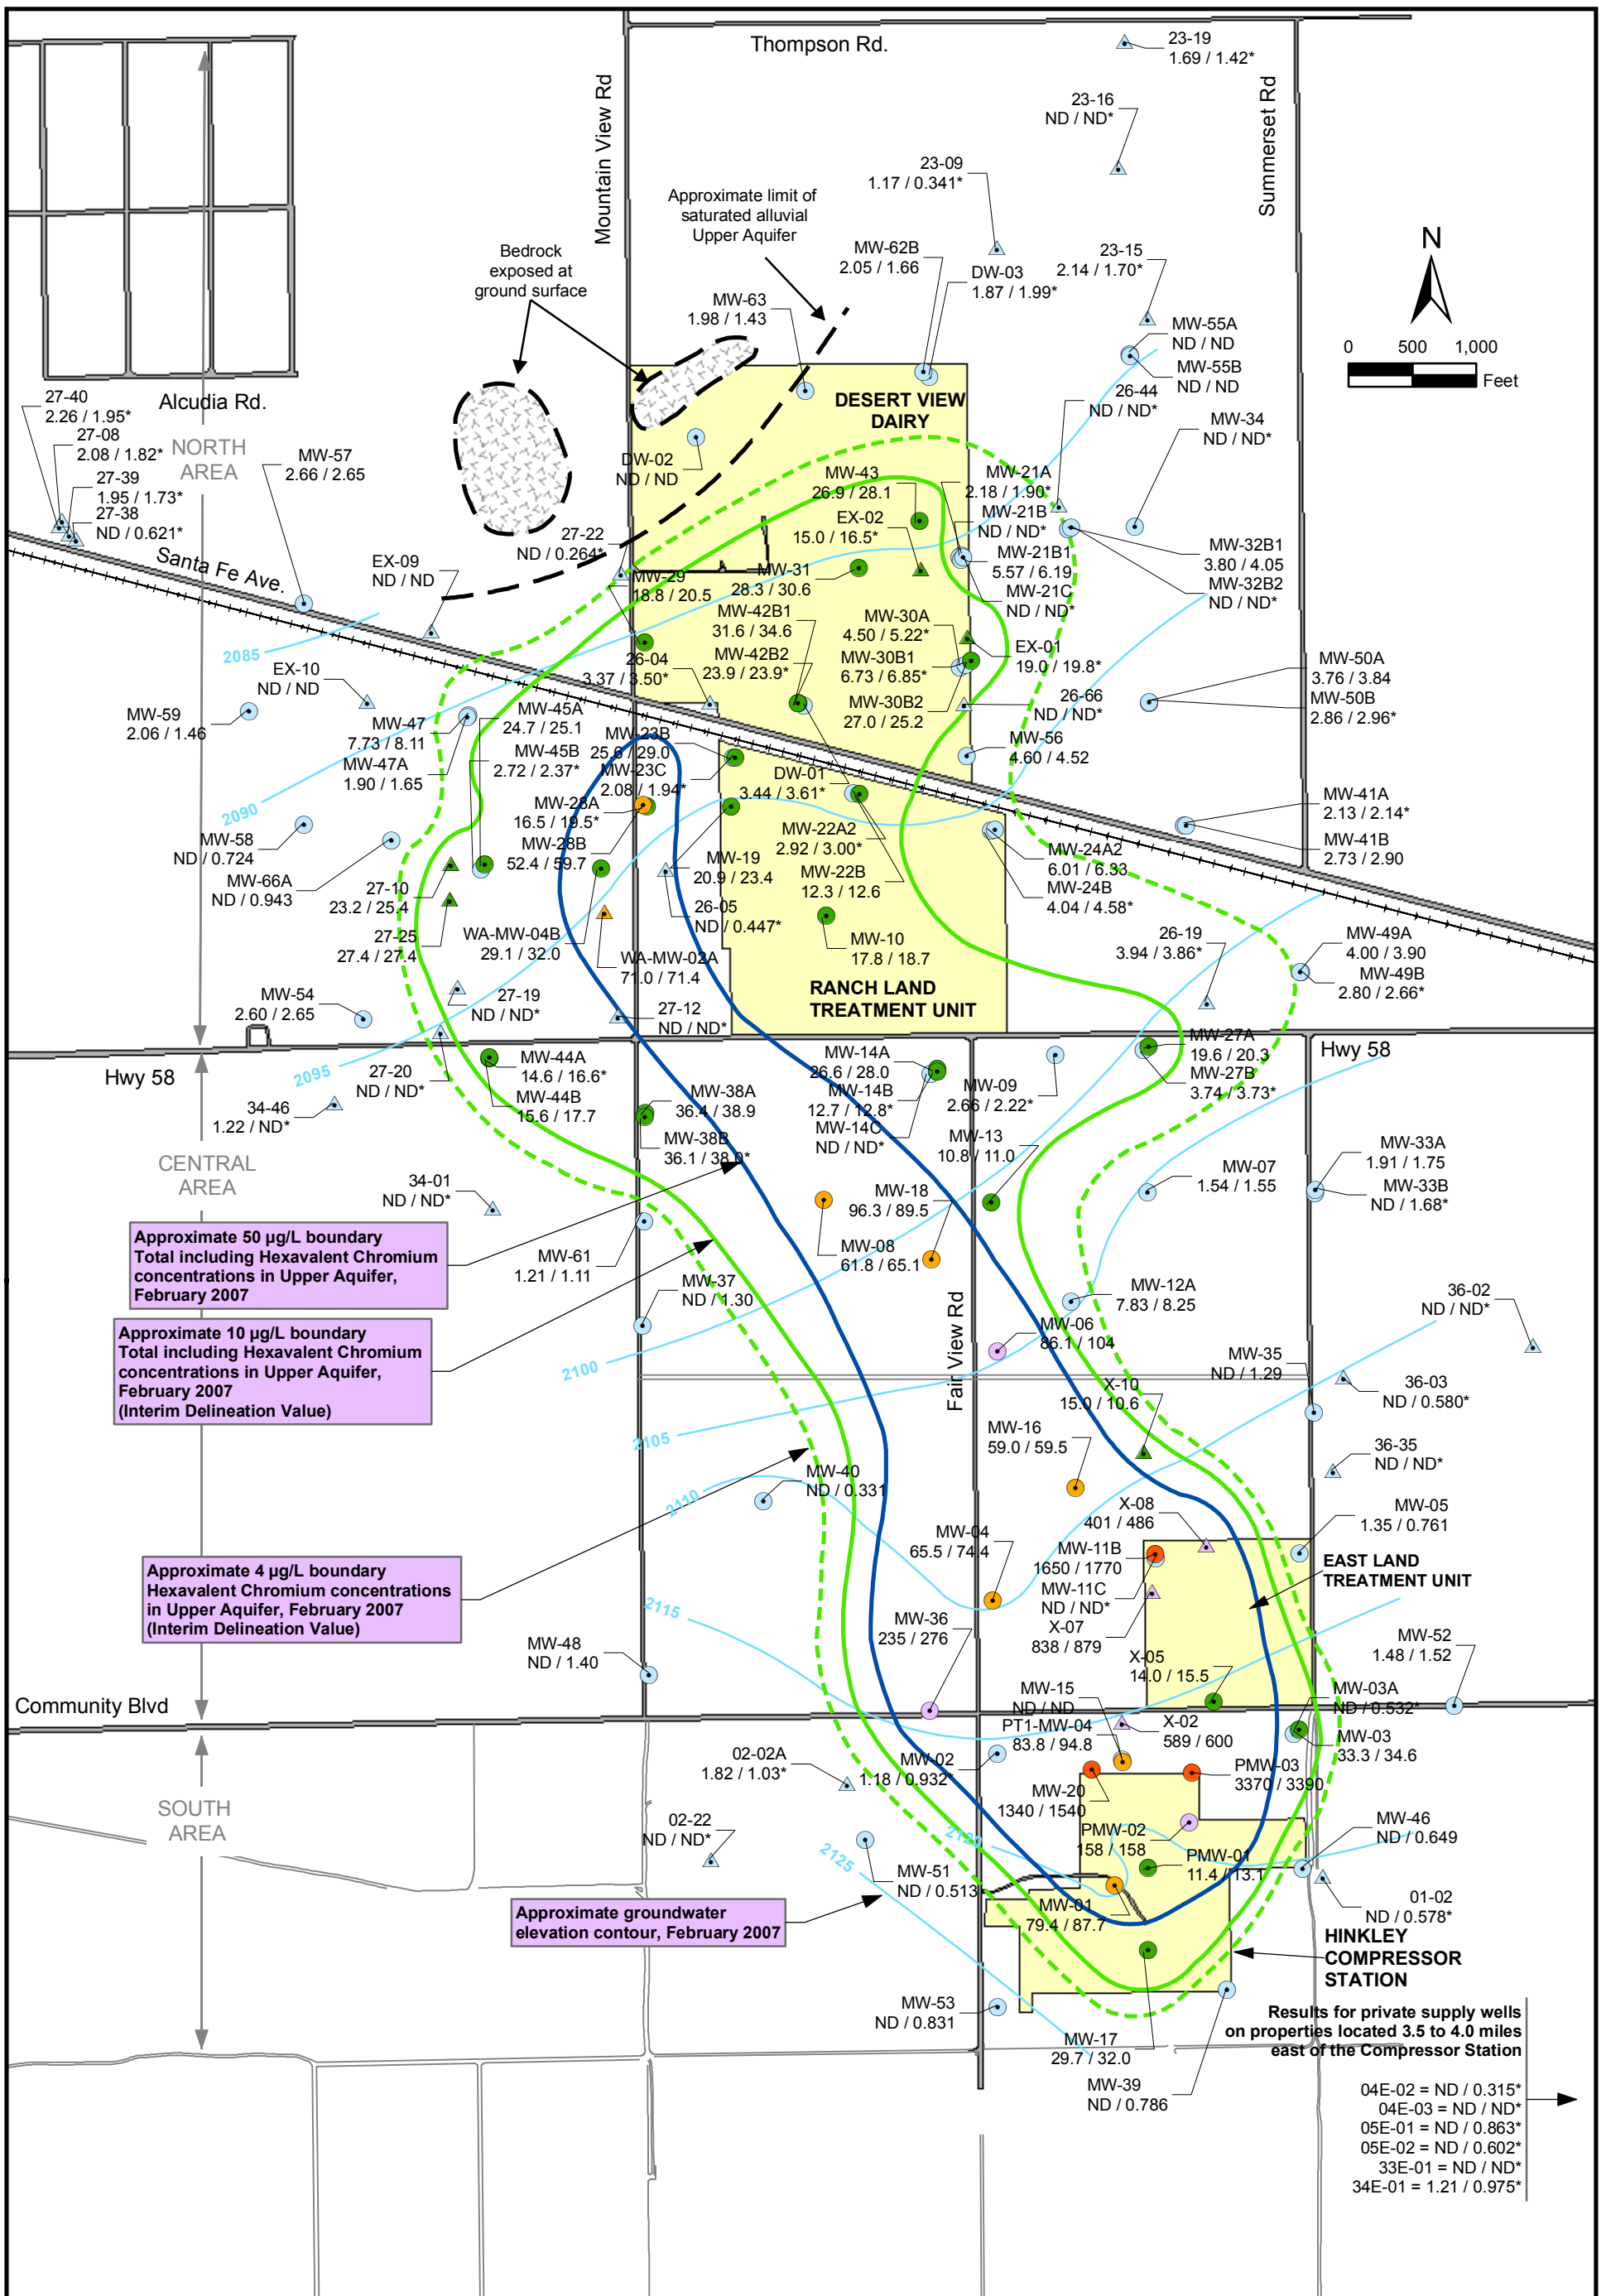 Thompson Rd.
Mountain View Rd
Summerset Rd
23-19
1.69 / 1.42*
23-16
ND / ND*
23-09
1.17 / 0.341*
Approximate limit of
saturated alluvial
Upper Aquifer
Bedrock
exposed at
ground surface
MW-62B
2.05 / 1.66
DW-03
1.87 / 1.99*
23-15
2.14 / 1.70*
N
0 500 1,000
Feet
MW-63
1.98 / 1.43
MW-55A
ND / ND
MW-55B
ND / ND
26-44
ND / ND*
MW-34
ND / ND*
DESERT VIEW
DAIRY
Alcudia Rd.
27-40
2.26 / 1.95*
27-08
2.08 / 1.82*
27-39
1.95 / 1.73*
27-38
ND / 0.621*
NORTH
AREA
MW-57
2.66 / 2.65
DW-02
ND / ND
MW-43
26.9 / 28.1
EX-02
15.0 / 16.5*
MW-21A
2.18 / 1.90*
MW-21B
ND / ND*
MW-21B1
5.57 / 6.19
MW-21C
ND / ND*
MW-32B1
3.80 / 4.05
MW-32B2
ND / ND*
Santa Fe Ave.
EX-09
ND / ND
27-22
ND / 0.264*
MW-29
18.8 / 20.5
MW-31
28.3 / 30.6
MW-42B1
31.6 / 34.6
MW-42B2
23.9 / 23.9*
MW-30A
4.50 / 5.22*
MW-30B1
6.73 / 6.85*
MW-30B2
27.0 / 25.2
EX-01
19.0 / 19.8*
26-66
ND / ND*
MW-50A
3.76 / 3.84
MW-50B
2.86 / 2.96*
2085
EX-10
ND / ND
26-04
3.37 / 3.50*
MW-59
2.06 / 1.46
MW-47
7.73 / 8.11
MW-47A
1.90 / 1.65
MW-45A
24.7 / 25.1
MW-45B
2.72 / 2.37*
MW-23B
25.6 / 29.0
MW-23C
2.08 / 1.94*
MW-56
4.60 / 4.52
DW-01
3.44 / 3.61*
2090
MW-28A
16.5 / 19.5*
MW-28B
52.4 / 59.7
MW-22A2
2.92 / 3.00*
MW-22B
12.3 / 12.6
MW-41A
2.13 / 2.14*
MW-41B
2.73 / 2.90
MW-58
ND / 0.724
MW-66A
ND / 0.943
MW-19
20.9 / 23.4
MW-24A2
6.01 / 6.33
MW-24B
4.04 / 4.58*
27-10
23.2 / 25.4
27-25
27.4 / 27.4
26-05
ND / 0.447*
WA-MW-04B
29.1 / 32.0
WA-MW-02A
71.0 / 71.4
MW-10
17.8 / 18.7
26-19
3.94 / 3.86*
MW-49A
4.00 / 3.90
MW-49B
2.80 / 2.66*
MW-54
2.60 / 2.65
27-19
ND / ND*
27-12
ND / ND*
RANCH LAND
TREATMENT UNIT
Hwy 58
Hwy 58
2095
27-20
ND / ND*
MW-44A
14.6 / 16.6*
MW-44B
15.6 / 17.7
MW-14A
26.6 / 28.0
MW-14B
12.7 / 12.8*
MW-14C
ND / ND*
MW-09
2.66 / 2.22*
MW-27A
19.6 / 20.3
MW-27B
3.74 / 3.73*
34-46
1.22 / ND*
MW-38A
36.4 / 38.9
MW-38B
36.1 / 38.0*
MW-13
10.8 / 11.0
CENTRAL
AREA
34-01
ND / ND*
MW-18
96.3 / 89.5
MW-07
1.54 / 1.55
MW-33A
1.91 / 1.75
MW-33B
ND / 1.68*
Approximate 50 µg/L boundary
Total including Hexavalent Chromium
concentrations in Upper Aquifer,
February 2007
MW-61
1.21 / 1.11
MW-08
61.8 / 65.1
MW-37
ND / 1.30
Fair View Rd
MW-12A
7.83 / 8.25
36-02
ND / ND*
Approximate 10 µg/L boundary
Total including Hexavalent Chromium
concentrations in Upper Aquifer,
February 2007
(Interim Delineation Value)
MW-06
86.1 / 104
2100
MW-35
ND / 1.29
36-03
ND / 0.580*
X-10
15.0 / 10.6
2105
MW-16
59.0 / 59.5
36-35
ND / ND*
MW-40
ND / 0.331
2110
X-08
401 / 486
MW-05
1.35 / 0.761
Approximate 4 µg/L boundary
Hexavalent Chromium concentrations
in Upper Aquifer, February 2007
(Interim Delineation Value)
MW-04
65.5 / 74.4
MW-11B
1650 / 1770
MW-11C
ND / ND*
X-07
838 / 879
EAST LAND
TREATMENT UNIT
2115
MW-36
235 / 276
MW-48
ND / 1.40
X-05
14.0 / 15.5
MW-52
1.48 / 1.52
Community Blvd
MW-15
ND / ND
PT1-MW-04
83.8 / 94.8
X-02
589 / 600
MW-03A
ND / 0.532*
MW-03
33.3 / 34.6
02-02A
1.82 / 1.03*
MW-02
1.18 / 0.932*
MW-20
1340 / 1540
PMW-03
3370 / 3390
SOUTH
AREA
02-22
ND / ND*
2120
PMW-02
158 / 158
MW-46
ND / 0.649
2125
MW-51
ND / 0.513
PMW-01
11.4 / 13.1
Approximate groundwater
elevation contour, February 2007
MW-01
79.4 / 87.7
01-02
ND / 0.578*
HINKLEY
COMPRESSOR
STATION
MW-53
ND / 0.831
MW-17
29.7 / 32.0
MW-39
ND / 0.786
Results for private supply wells
on properties located 3.5 to 4.0 miles
east of the Compressor Station
04E-02 = ND / 0.315*
04E-03 = ND / ND*
05E-01 = ND / 0.863*
05E-02 = ND / 0.602*
33E-01 = ND / ND*
34E-01 = 1.21 / 0.975*